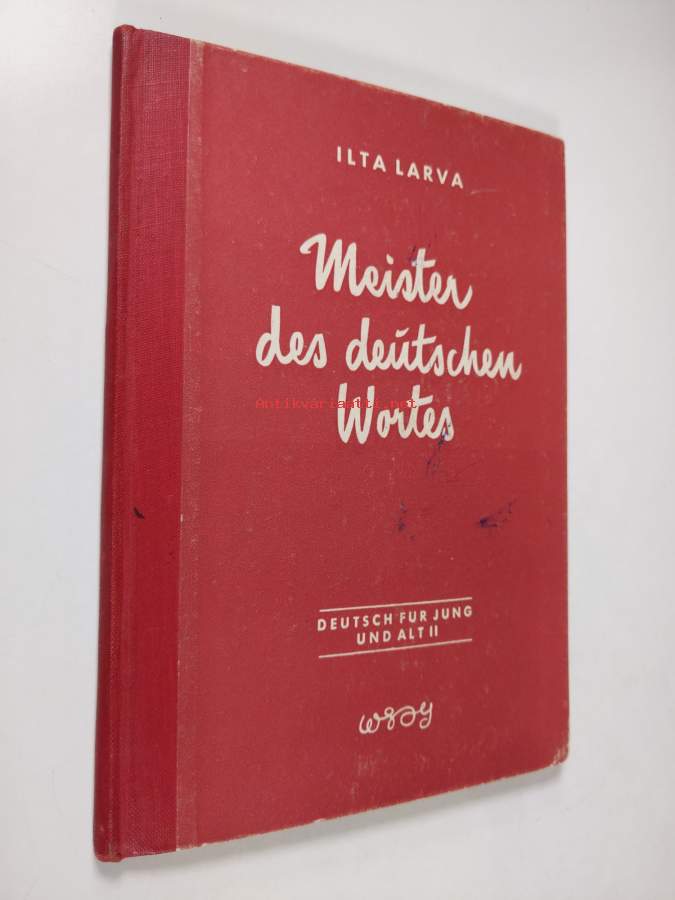 ILTA LARVA
Meister
des deutschen
Antikvariaatti.net
Wortes
DEUTSCH FÜR JUNG
UND ALT II
WSOY